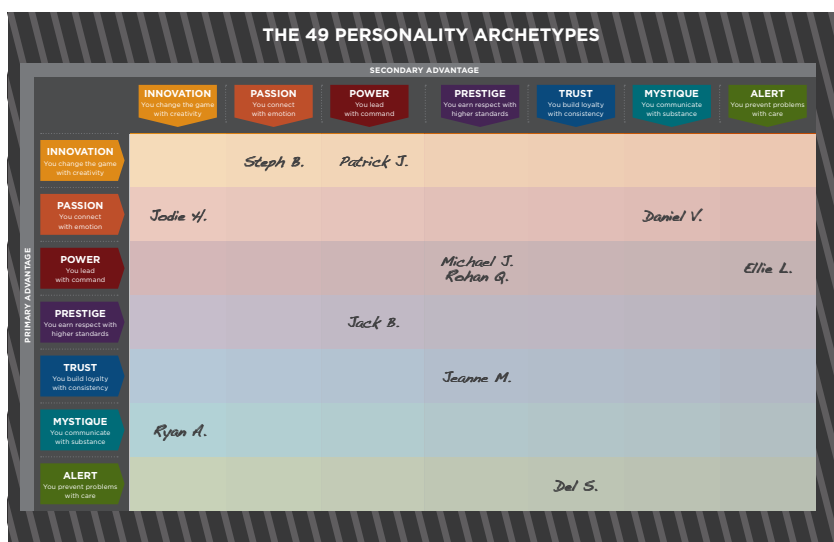 THE 49 PERSONALITY ARCHETYPES
SECONDARY ADVANTAGE
INNOVATION
You change the game
with creativity
PASSION
You connect
with emotion
POWER
You lead
with command
PRESTIGE
You earn respect with
higher standards
TRUST
You build loyalty
with consistency
MYSTIQUE
You communicate
with substance
ALERT
You prevent problems
with care
PRIMARY ADVANTAGE
INNOVATION
You change the game
with creativity
Steph B.
Patrick J.
PASSION
You connect
with emotion
Jodie H.
Daniel V.
POWER
You lead
with command
Michael J.
Rohan Q.
Ellie L.
PRESTIGE
You earn respect with
higher standards
Jack B.
TRUST
You build loyalty
with consistency
Jeanne M.
MYSTIQUE
You communicate
with substance
Ryan A.
ALERT
You prevent problems
with care
Del S.